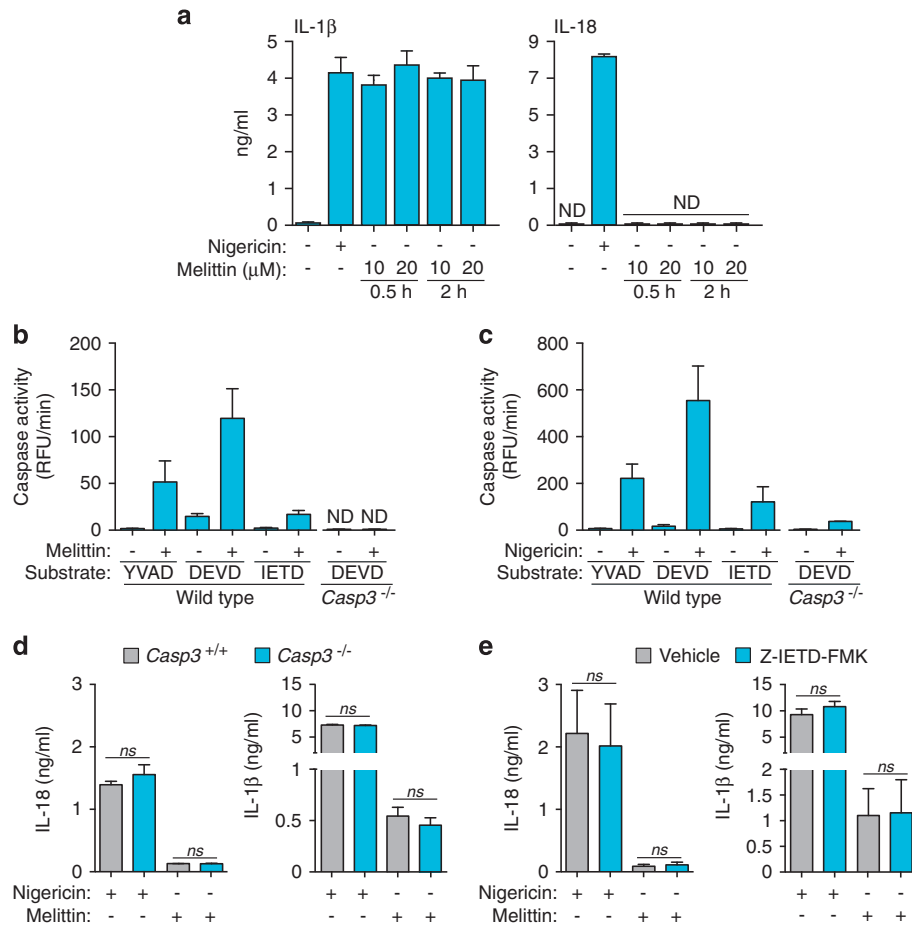 a
IL-1β
IL-18
ng/ml
5
4
3
2
1
0
9
7
5
3
1
0
ND
ND
Nigericin: - + - - - - - + - - - -
Melittin (μM): - - 10 20 10 20 - - 10 20 10 20
0.5 h 2 h 0.5 h 2 h
b
c
Caspase activity
(RFU/min)
200
150
100
50
0
ND ND
Melittin: - + - + - + - +
Substrate: YVAD DEVD IETD DEVD
Wild type Casp3 -/-
Caspase activity
(RFU/min)
800
600
400
200
0
Nigericin: - + - + - + - +
Substrate: YVAD DEVD IETD DEVD
Wild type Casp3 -/-
d
Casp3 +/+ Casp3 -/-
IL-18 (ng/ml)
3
2
1
0
ns
ns
IL-1β (ng/ml)
15
10
5
1.0
0.5
0
ns
ns
Nigericin: + + - - + + - -
Melittin: - - + + - - + +
e
Vehicle Z-IETD-FMK
IL-18 (ng/ml)
3
2
1
0
ns
ns
IL-1β (ng/ml)
15
10
5
2
1
1
0
ns
ns
Nigericin: + + - - + + - -
Melittin: - - + + - - + +